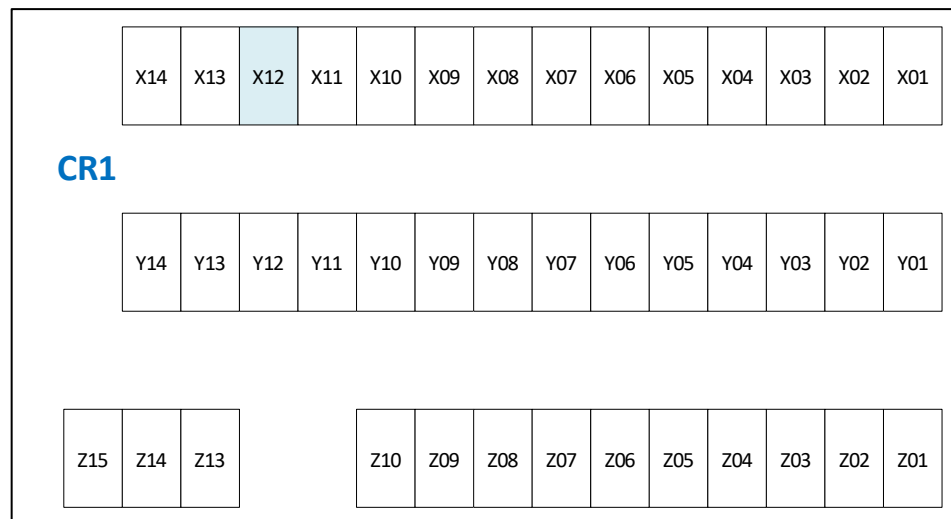 X14 X13 X12 X11 X10 X09 X08 X07 X06 X05 X04 X03 X02 X01
CR1
Y14 Y13 Y12 Y11 Y10 Y09 Y08 Y07 Y06 Y05 Y04 Y03 Y02 Y01
Z15 Z14 Z13 Z10 Z09 Z08 Z07 Z06 Z05 Z04 Z03 Z02 Z01